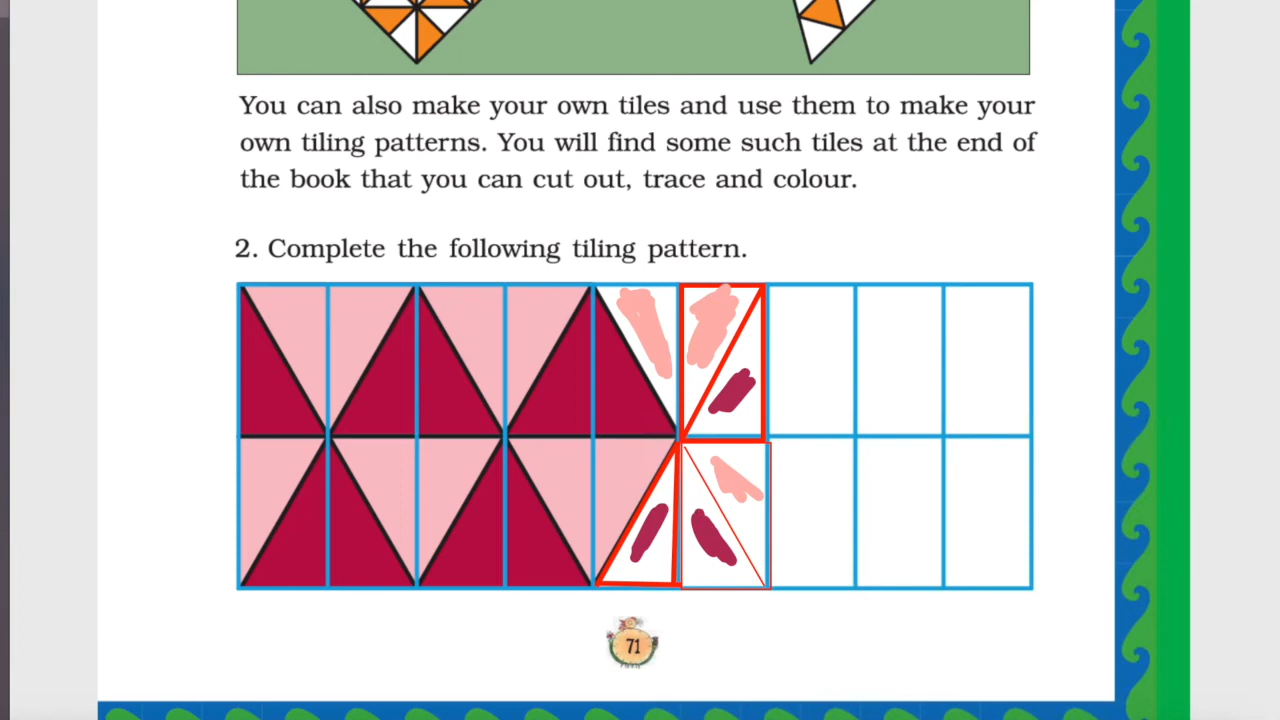 You can also make your own tiles and use them to make your
own tiling patterns. You will find some such tiles at the end of
the book that you can cut out, trace and colour.
2. Complete the following tiling pattern.
71